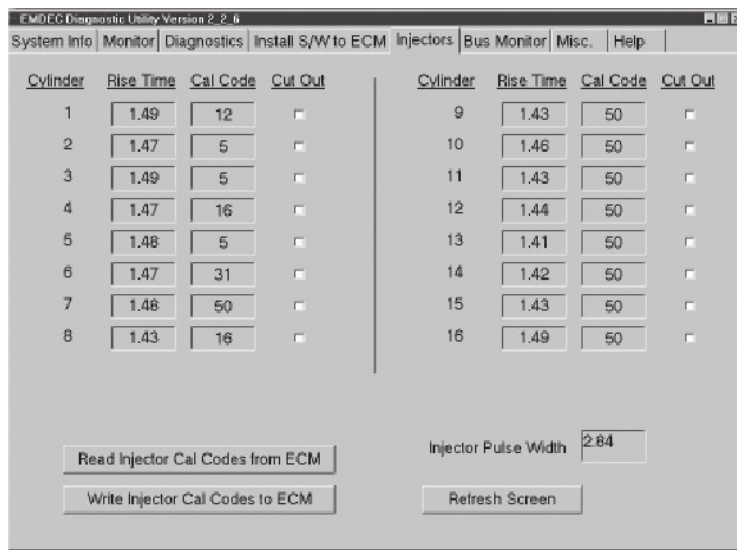 EMDEC Diagnostic Utility Version 2_2_6
System Info Monitor Diagnostics Install S/W to ECM Injectors Bus Monitor Misc. Help
Cylinder Rise Time Cal Code Cut Out Cylinder Rise Time Cal Code Cut Out
1 1.49 12 9 1.43 50
2 1.47 5 10 1.46 50
3 1.49 5 11 1.43 50
4 1.47 16 12 1.44 50
5 1.48 5 13 1.41 50
6 1.47 31 14 1.42 50
7 1.48 50 15 1.43 50
8 1.43 16 16 1.49 50
Injector Pulse Width 2.84
Read Injector Cal Codes from ECM
Write Injector Cal Codes to ECM Refresh Screen